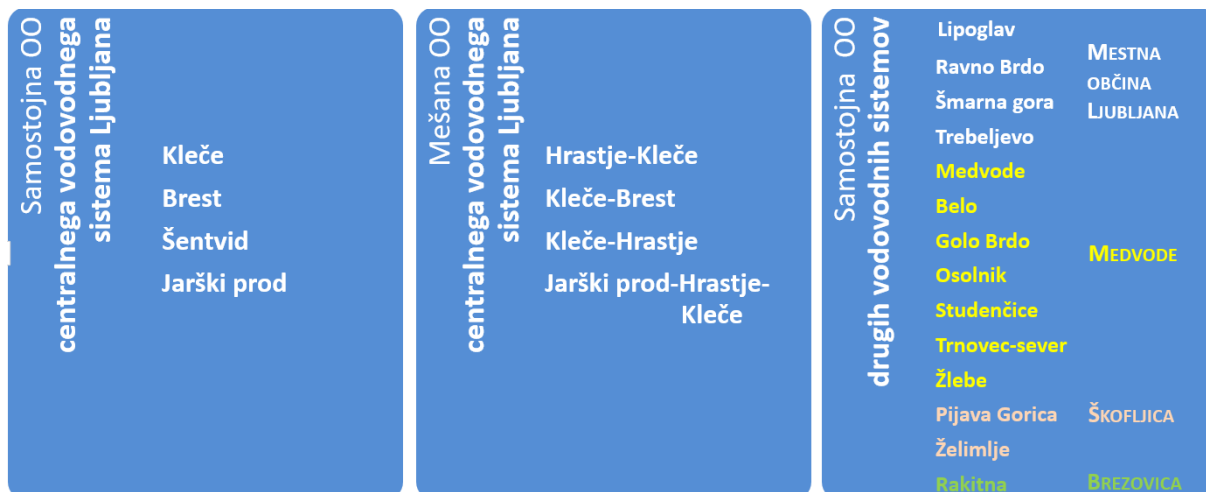 Samostojna OO
centralnega vodovodnega
sistema Ljubljana
Kleče
Brest
Šentvid
Jarški prod
Mešana OO
centralnega vodovodnega
sistema Ljubljana
Hrastje-Kleče
Kleče-Brest
Kleče-Hrastje
Jarški prod-Hrastje-
Kleče
Samostojna OO
drugih vodovodnih sistemov
Lipoglav
Ravno Brdo
Šmarna gora
Trebeljevo
MESTNA
OBČINA
LJUBLJANA
Medvode
Belo
Golo Brdo
Osolnik
Studenčice
Trnovec-sever
Žlebe
MEDVODE
Pijava Gorica
Želimlje
ŠKOFLJICA
Rakitna
BREZOVICA